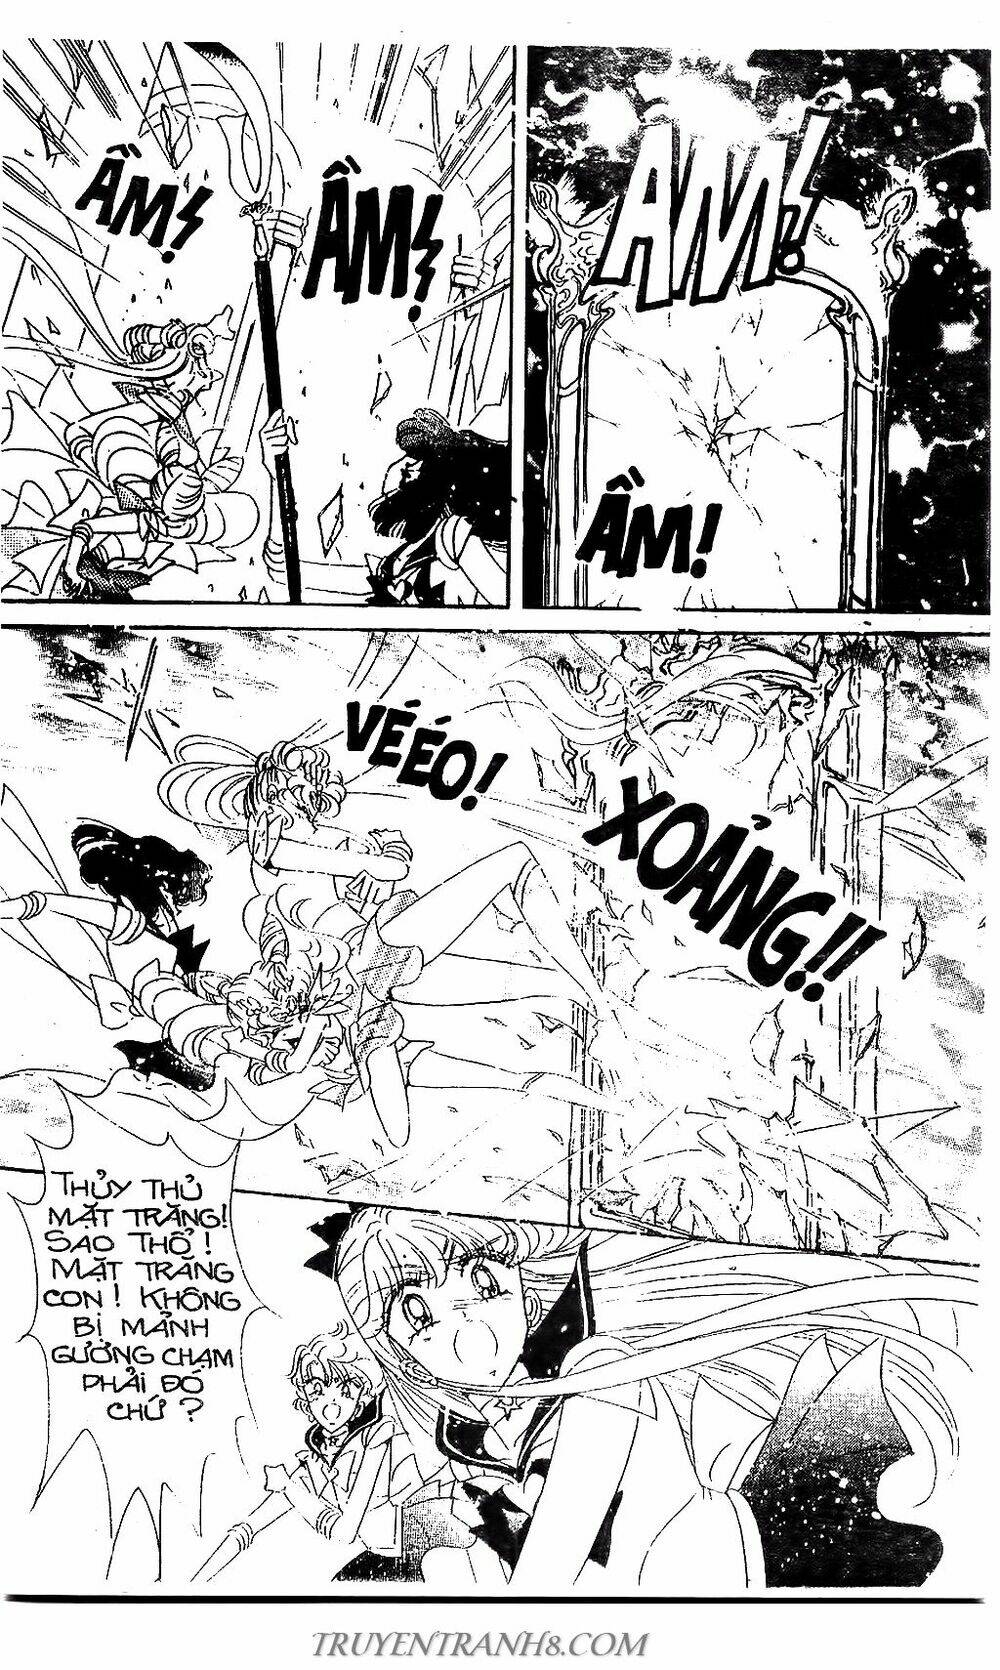 ẦM!
ẦM!
ẦM!
ẦM!
VÉÉO!
XOẢNG!!
THỦY THỦ
MẶT TRĂNG!
SAO THỔ!
MẶT TRĂNG
CON! KHÔNG
BỊ MẢNH
GƯƠNG CHẠM
PHẢI ĐÓ
CHỨ?
TRUYENTRANH8.COM